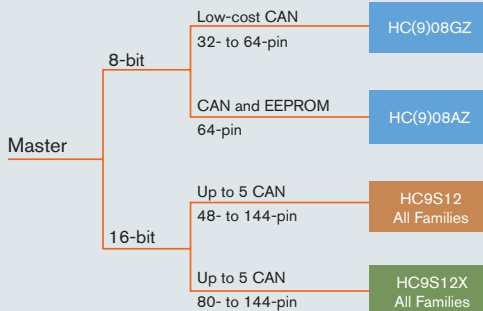 Low-cost CAN
32- to 64-pin
HC(9)08GZ
8-bit
CAN and EEPROM
64-pin
HC(9)08AZ
Master
Up to 5 CAN
48- to 144-pin
HC9S12
All Families
16-bit
Up to 5 CAN
80- to 144-pin
HC9S12X
All Families